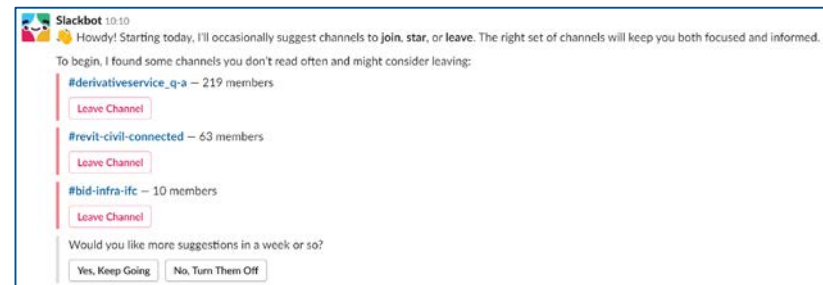 Slackbot 10:10
👋 Howdy! Starting today, I'll occasionally suggest channels to join, star, or leave. The right set of channels will keep you both focused and informed.
To begin, I found some channels you don't read often and might consider leaving:
#derivativeservice_q-a — 219 members
Leave Channel
#revit-civil-connected — 63 members
Leave Channel
#bid-infra-ifc — 10 members
Leave Channel
Would you like more suggestions in a week or so?
Yes, Keep Going No, Turn Them Off